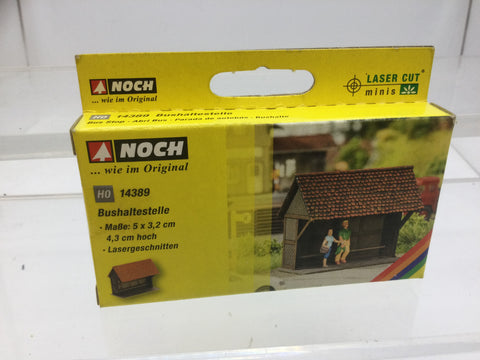 NOCH
... wie im Original
LASER CUT
minis
H0 14389 Bushaltestelle
Bus Stop - Abri Bus - Parada de autobús - Bushalte
NOCH
... wie im Original
H0 14389
Bushaltestelle
- Maße: 5 x 3,2 cm
4,3 cm hoch
- Lasergeschnitten